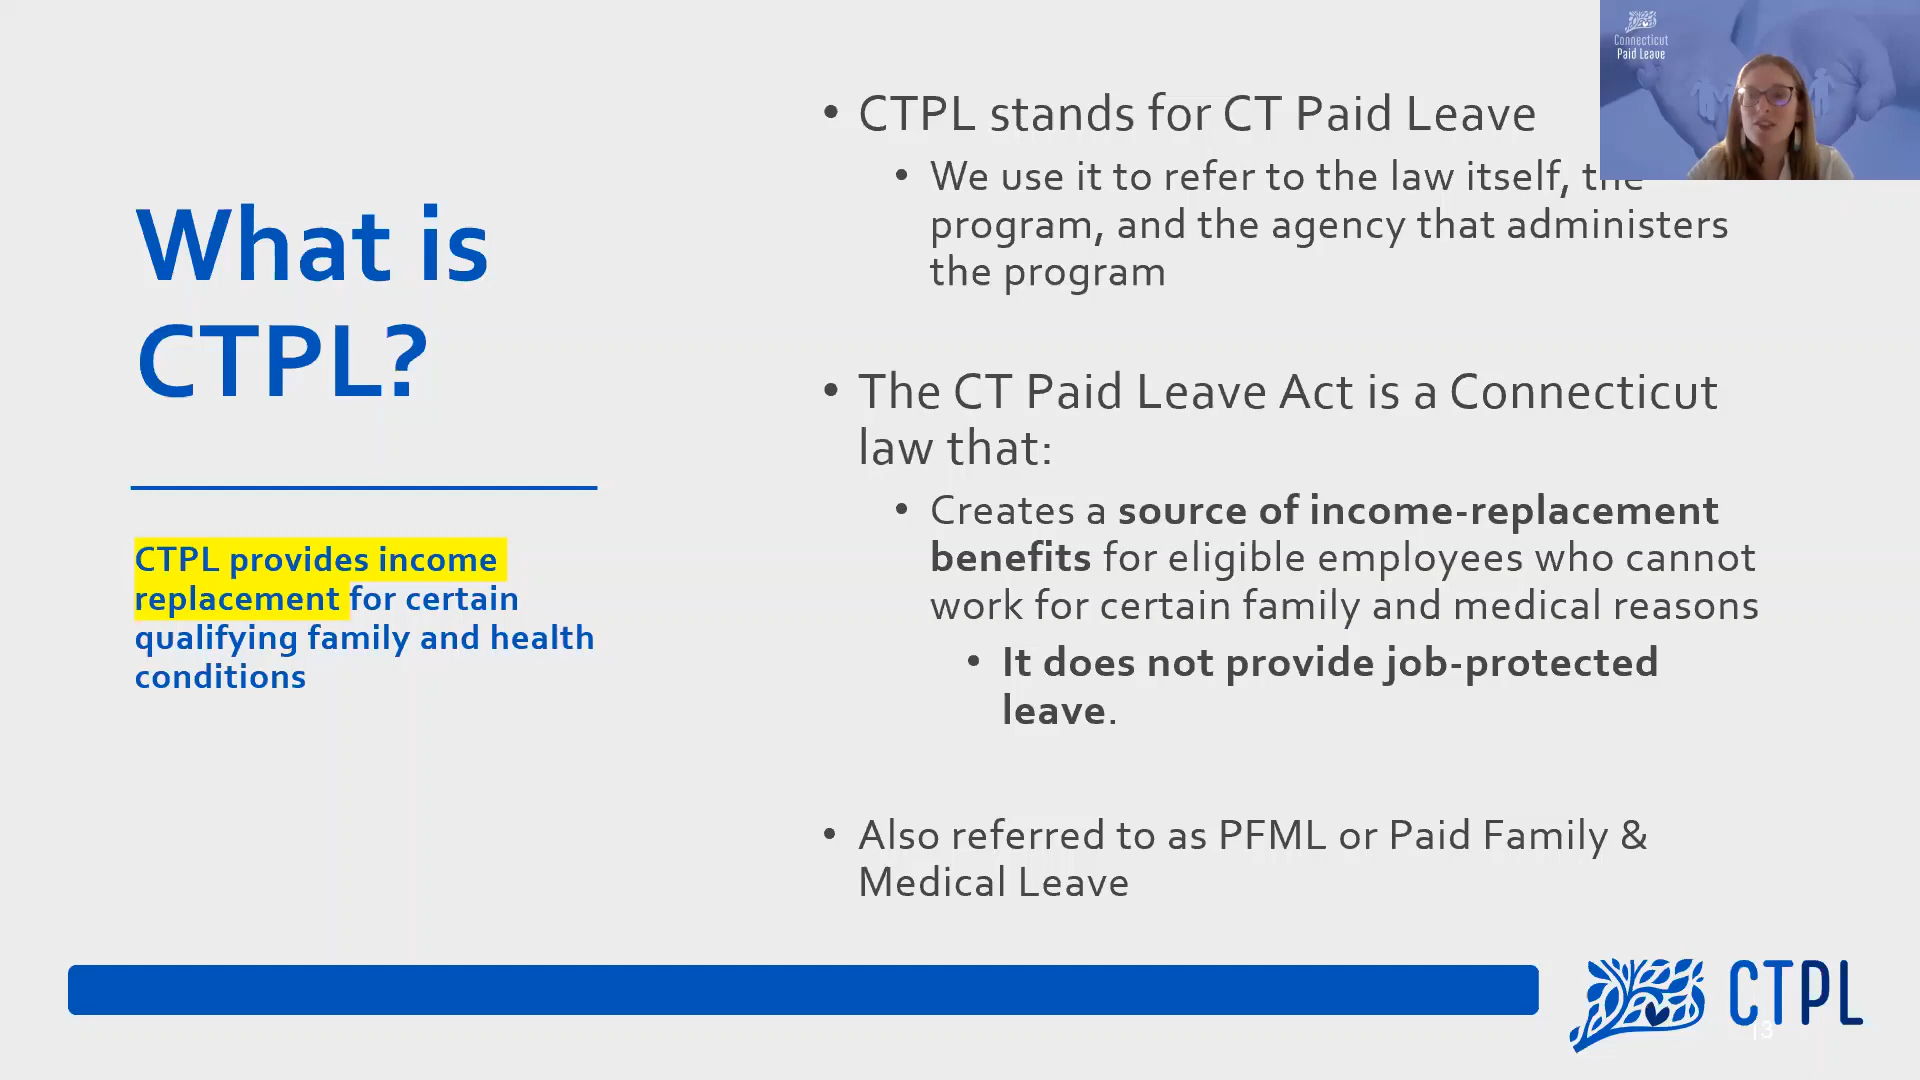 What is
CTPL?
CTPL provides income
replacement for certain
qualifying family and health
conditions
• CTPL stands for CT Paid Leave
• We use it to refer to the law itself, the
program, and the agency that administers
the program
• The CT Paid Leave Act is a Connecticut
law that:
• Creates a source of income-replacement
benefits for eligible employees who cannot
work for certain family and medical reasons
• It does not provide job-protected
leave.
• Also referred to as PFML or Paid Family &
Medical Leave
Connecticut
Paid Leave
CTPL
13